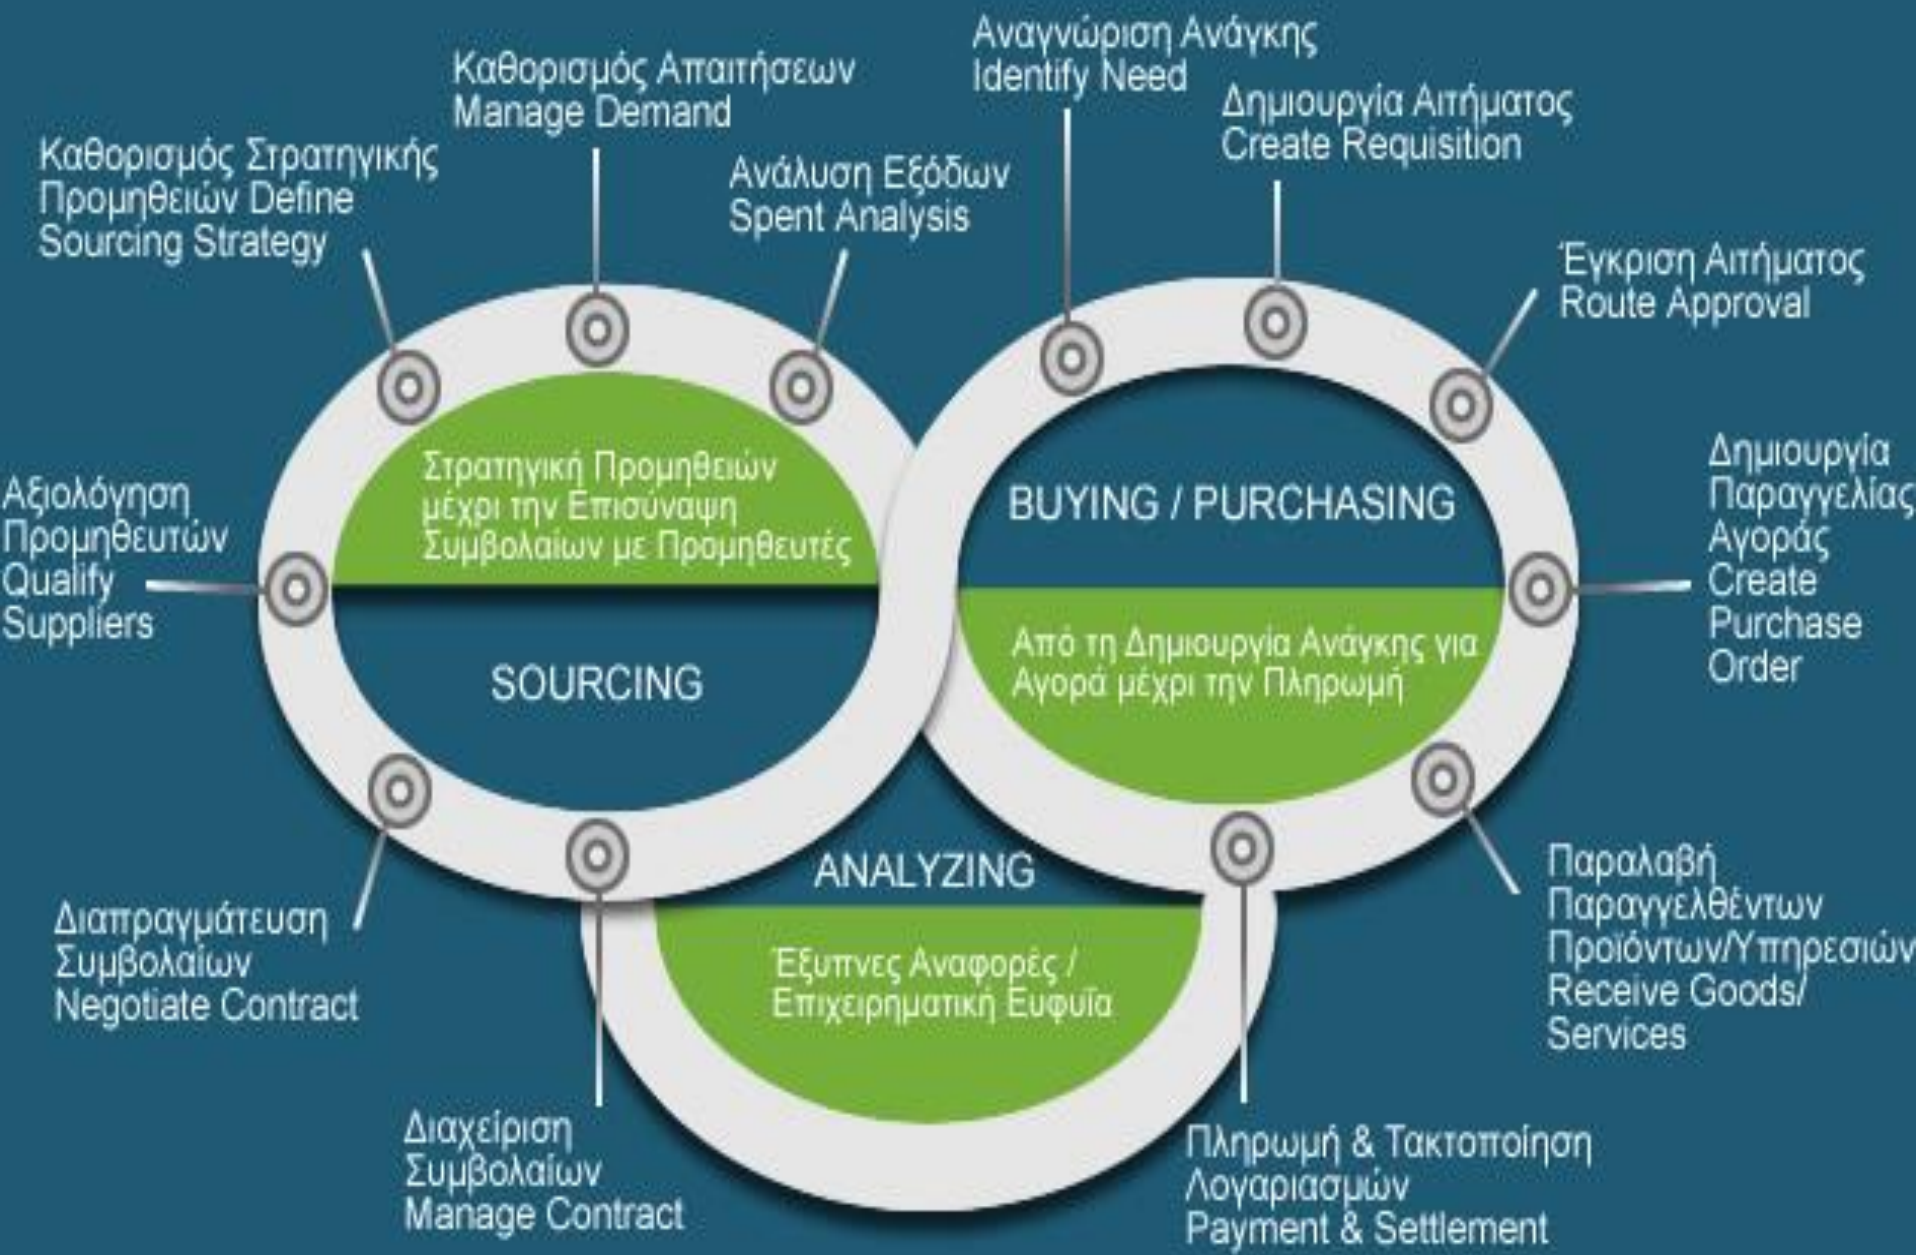 Αναγνώριση Ανάγκης
Identify Need
Καθορισμός Απαιτήσεων
Manage Demand
Δημιουργία Αιτήματος
Create Requisition
Καθορισμός Στρατηγικής
Προμηθειών Define
Sourcing Strategy
Ανάλυση Εξόδων
Spent Analysis
Έγκριση Αιτήματος
Route Approval
Στρατηγική Προμηθειών
μέχρι την Επισύναψη
Συμβολαίων με Προμηθευτές
SOURCING
BUYING / PURCHASING
Από τη Δημιουργία Ανάγκης για
Αγορά μέχρι την Πληρωμή
Δημιουργία
Παραγγελίας
Αγοράς
Create
Purchase
Order
Αξιολόγηση
Προμηθευτών
Qualify
Suppliers
ANALYZING
Έξυπνες Αναφορές /
Επιχειρηματική Ευφυΐα
Διαπραγμάτευση
Συμβολαίων
Negotiate Contract
Παραλαβή
Παραγγελθέντων
Προϊόντων/Υπηρεσιών
Receive Goods/
Services
Διαχείριση
Συμβολαίων
Manage Contract
Πληρωμή & Τακτοποίηση
Λογαριασμών
Payment & Settlement